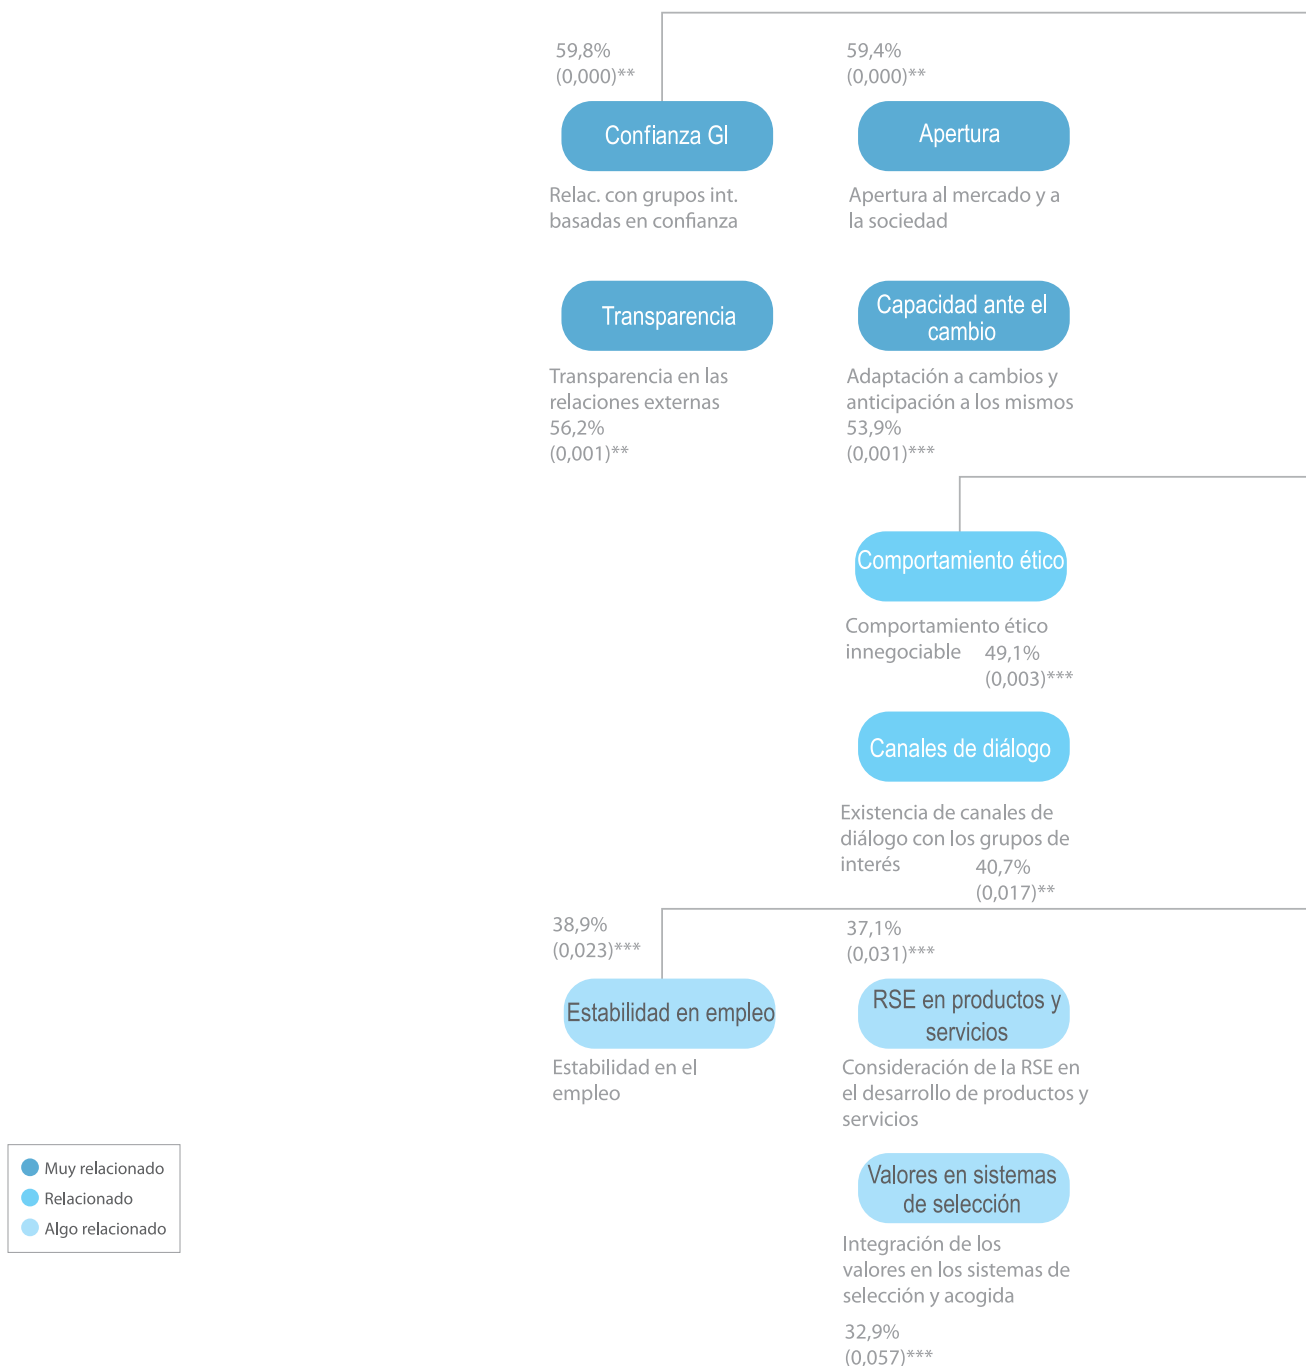 59,8%
(0,000)**
59,4%
(0,000)**
Confianza GI
Apertura
Relac. con grupos int.
basadas en confianza
Apertura al mercado y a
la sociedad
Transparencia
Capacidad ante el
cambio
Transparencia en las
relaciones externas
56,2%
(0,001)**
Adaptación a cambios y
anticipación a los mismos
53,9%
(0,001)***
Comportamiento ético
Comportamiento ético
innegociable
49,1%
(0,003)***
Canales de diálogo
Existencia de canales de
diálogo con los grupos de
interés
40,7%
(0,017)**
38,9%
(0,023)***
37,1%
(0,031)***
Estabilidad en empleo
RSE en productos y
servicios
Estabilidad en el
empleo
Consideración de la RSE en
el desarrollo de productos y
servicios
Valores en sistemas
de selección
Integración de los
valores en los sistemas de
selección y acogida
32,9%
(0,057)***
Muy relacionado
Relacionado
Algo relacionado